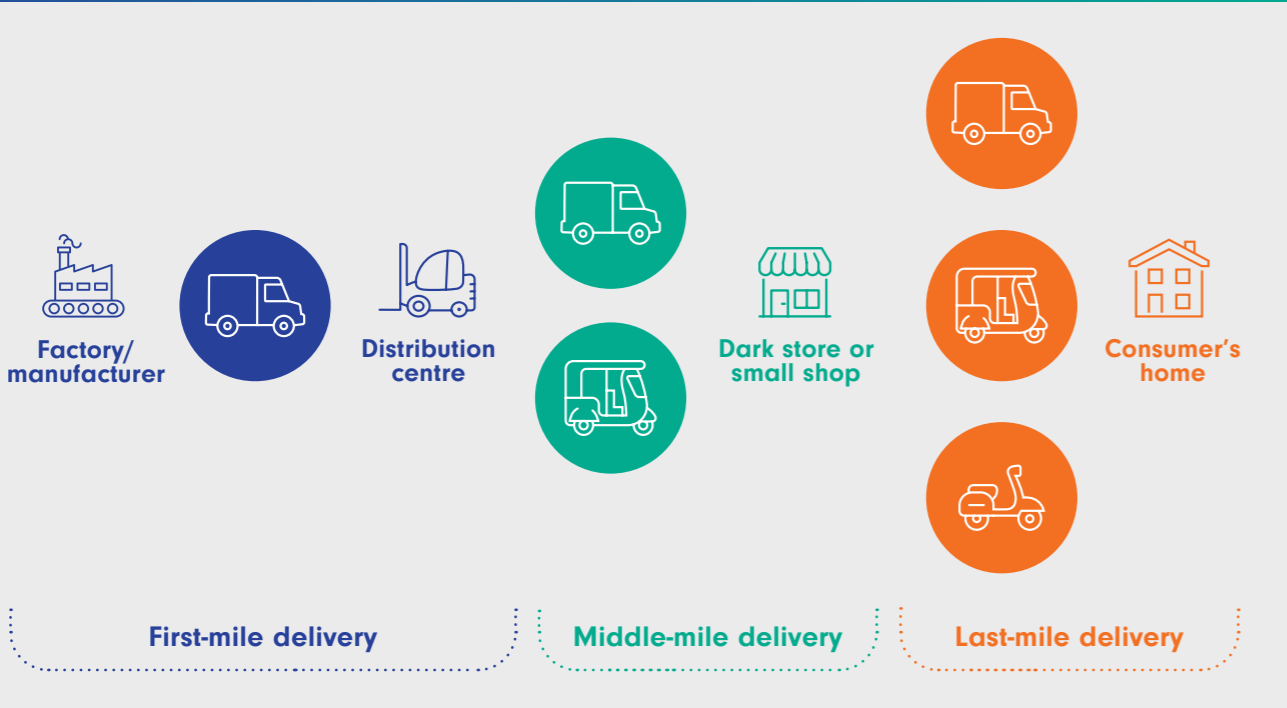 Factory/
manufacturer
Distribution
centre
Dark store or
small shop
Consumer's
home
First-mile delivery
Middle-mile delivery
Last-mile delivery